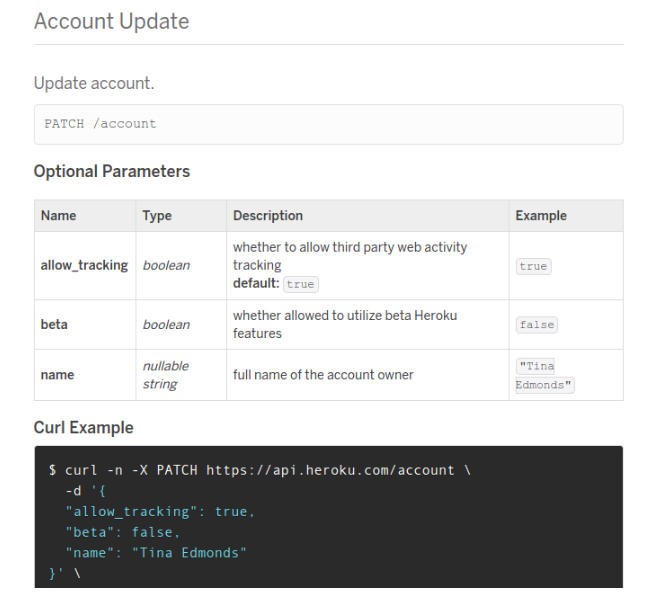 Account Update
Update account.
PATCH /account
Optional Parameters
Name Type Description Example
allow_tracking boolean whether to allow third party web activity
tracking
default: true
true
beta boolean whether allowed to utilize beta Heroku
features
false
name nullable
string
full name of the account owner
"Tina
Edmonds"
Curl Example
$ curl -n -X PATCH https://api.heroku.com/account \
-d '{
"allow_tracking": true,
"beta": false,
"name": "Tina Edmonds"
}' \